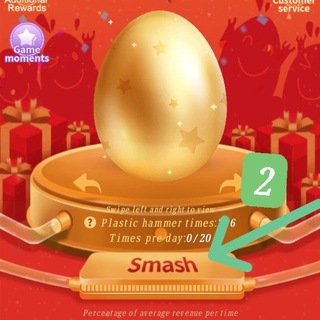 Additional
Rewards
Customer
service
Game
moments
2
Swipe left and right to view
Plastic hammer times:
6
Times pre day:0/20
Smash
Percentage of average revenue per time